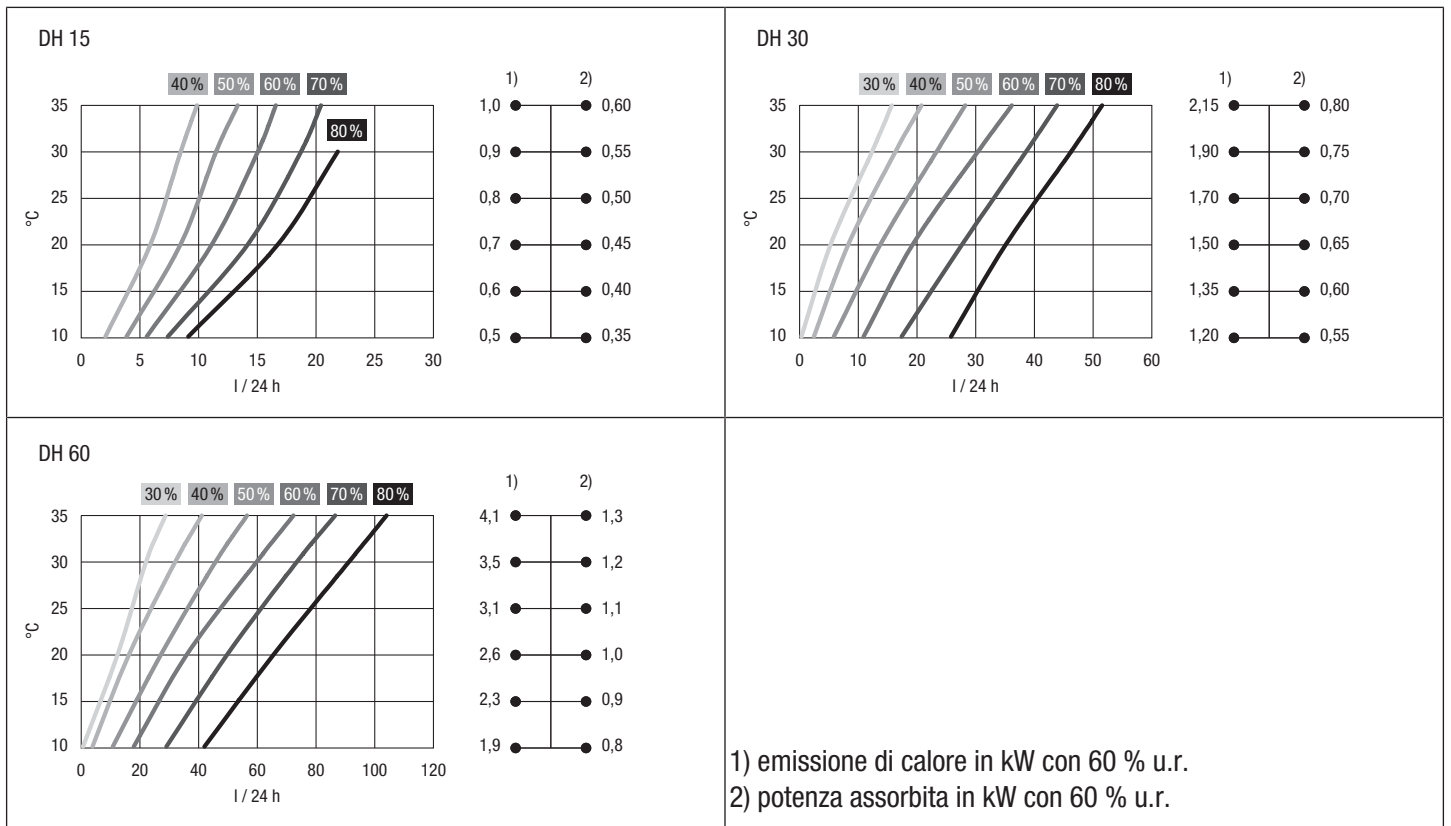 DH 15
40 % 50 % 60 % 70 %
80 %
1) 2)
35 1,0 0,60
30 0,9 0,55
25 0,8 0,50
20 0,7 0,45
15 0,6 0,40
10 0,5 0,35
°C
0 5 10 15 20 25 30
l / 24 h
DH 30
30 % 40 % 50 % 60 % 70 % 80 %
1) 2)
35 2,15 0,80
30 1,90 0,75
25 1,70 0,70
20 1,50 0,65
15 1,35 0,60
10 1,20 0,55
°C
0 10 20 30 40 50 60
l / 24 h
DH 60
30 % 40 % 50 % 60 % 70 % 80 %
1) 2)
35 4,1 1,3
30 3,5 1,2
25 3,1 1,1
20 2,6 1,0
15 2,3 0,9
10 1,9 0,8
°C
0 20 40 60 80 100 120
l / 24 h
1) emissione di calore in kW con 60 % u.r.
2) potenza assorbita in kW con 60 % u.r.